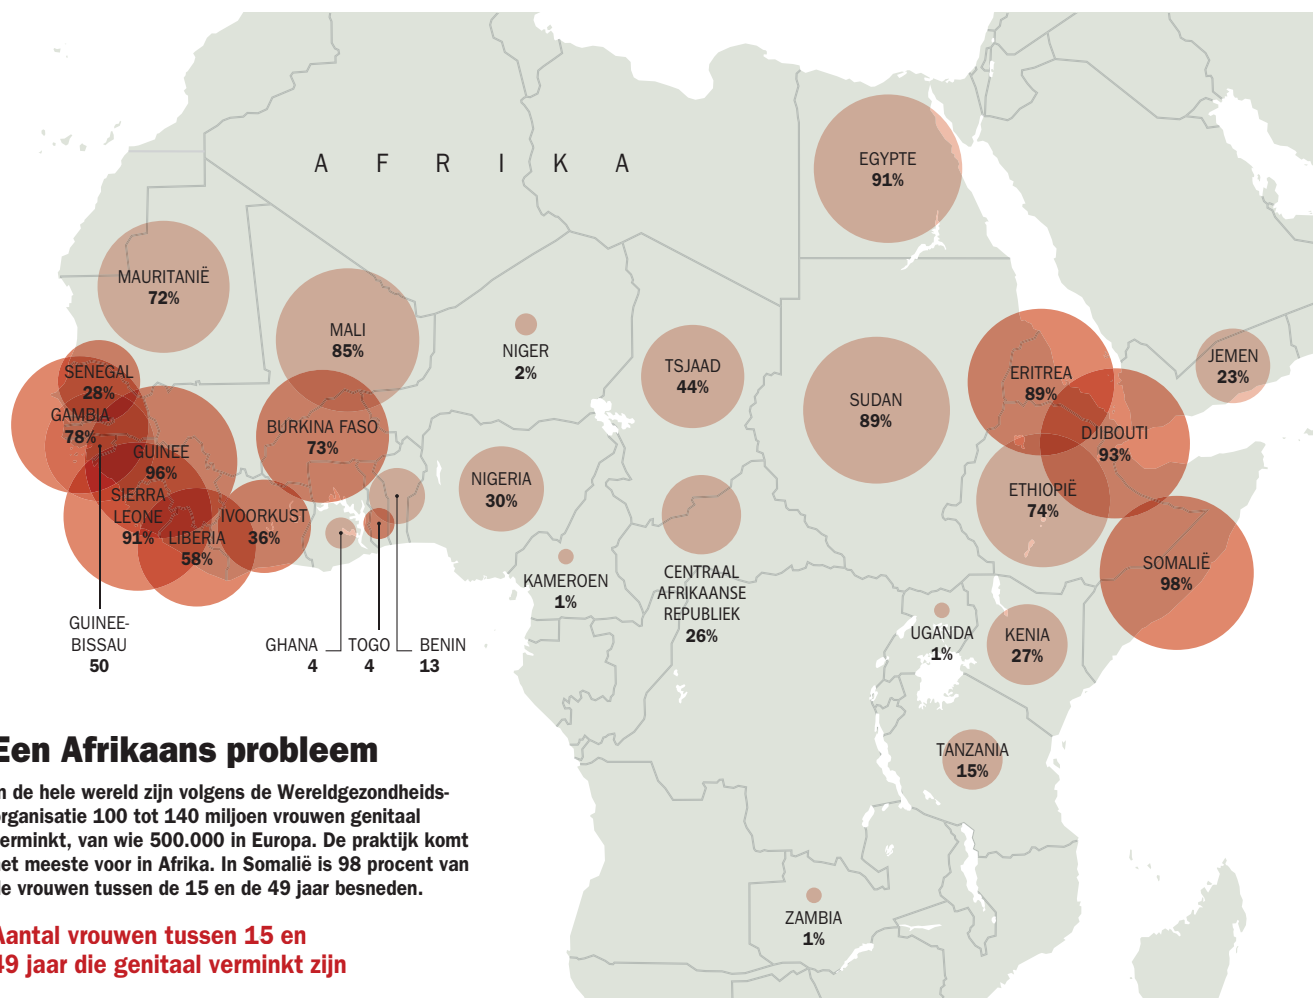 A F R I K A
EGYPTE
91%
MAURITANIË
72%
MALI
85%
NIGER
2%
TSJAAD
44%
SUDAN
89%
ERITREA
89%
JEMEN
23%
SENEGAL
28%
GAMBIA
78%
GUINEE
96%
BURKINA FASO
73%
NIGERIA
30%
DJIBOUTI
93%
ETHIOPIË
74%
SIERRA
LEONE
91%
LIBERIA
58%
IVOORKUST
36%
SOMALIË
98%
KAMEROEN
1%
CENTRAAL
AFRIKAANSE
REPUBLIEK
26%
UGANDA
1%
KENIA
27%
GUINEE-
BISSAU
50
GHANA
4
TOGO
4
BENIN
13
TANZANIA
15%
ZAMBIA
1%
Een Afrikaans probleem
n de hele wereld zijn volgens de Wereldgezondheids-
organisatie 100 tot 140 miljoen vrouwen genitaal
verminkt, van wie 500.000 in Europa. De praktijk komt
het meeste voor in Afrika. In Somalië is 98 procent van
de vrouwen tussen de 15 en de 49 jaar besneden.
Aantal vrouwen tussen 15 en
49 jaar die genitaal verminkt zijn